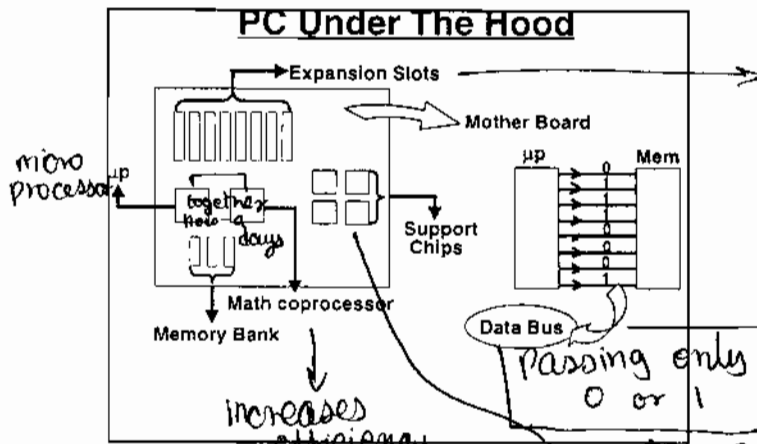 PC Under The Hood
Expansion Slots
Mother Board
micro
processor
µp
together
now a
days
Support
Chips
Math coprocessor
Memory Bank
µp
Mem
0
1
1
1
0
0
0
1
Data Bus
Passing only
0 or 1
increases